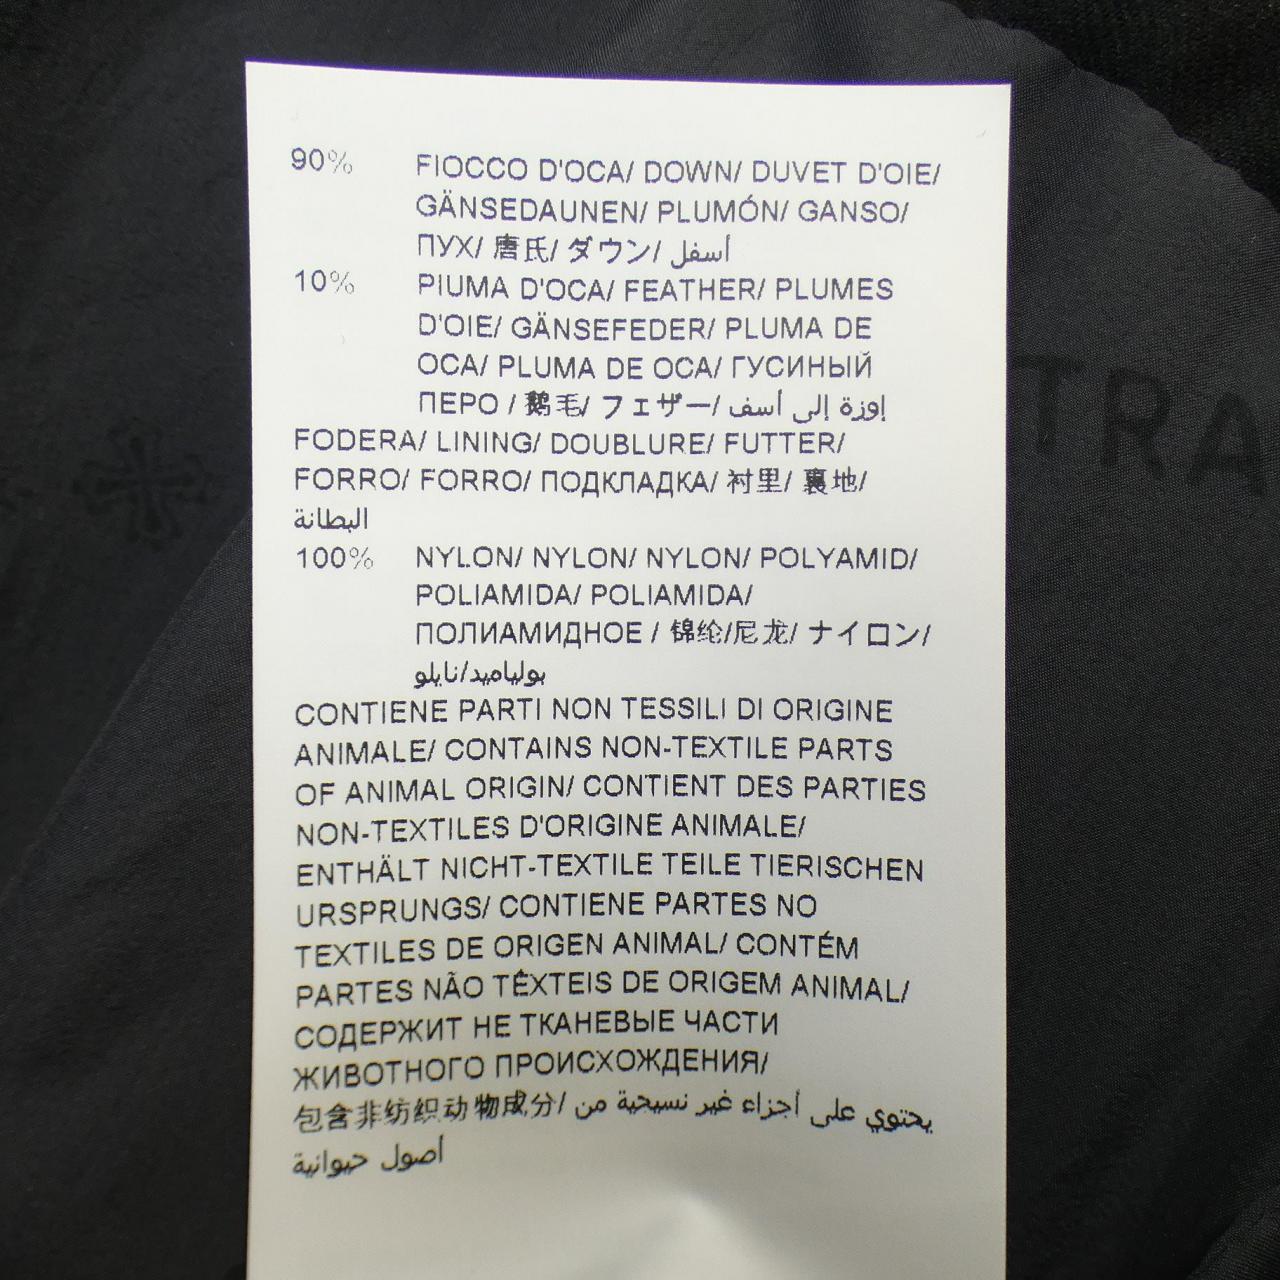 90% FIOCCO D'OCA/ DOWN/ DUVET D'OIE/
GÄNSEDAUNEN/ PLUMÓN/ GANSO/
ПУХ/ 唐氏/ ダウン/ أسفل
10% PIUMA D'OCA/ FEATHER/ PLUMES
D'OIE/ GÄNSEFEDER/ PLUMA DE
OCA/ PLUMA DE OCA/ ГУСИНЫЙ
ПЕРО / 鹅毛/ フェザー/ إوزة إلى أسف
FODERA/ LINING/ DOUBLURE/ FUTTER/
FORRO/ FORRO/ ПОДКЛАДКА/ 衬里/ 裏地/
البطانة
100% NYLON/ NYLON/ NYLON/ POLYAMID/
POLIAMIDA/ POLIAMIDA/
ПОЛИАМИДНОЕ / 锦纶/尼龙/ ナイロン/
بولياميد/نايلو
CONTIENE PARTI NON TESSILI DI ORIGINE
ANIMALE/ CONTAINS NON-TEXTILE PARTS
OF ANIMAL ORIGIN/ CONTIENT DES PARTIES
NON-TEXTILES D'ORIGINE ANIMALE/
ENTHÄLT NICHT-TEXTILE TEILE TIERISCHEN
URSPRUNGS/ CONTIENE PARTES NO
TEXTILES DE ORIGEN ANIMAL/ CONTÉM
PARTES NÃO TÊXTEIS DE ORIGEM ANIMAL/
СОДЕРЖИТ НЕ ТКАНЕВЫЕ ЧАСТИ
ЖИВОТНОГО ПРОИСХОЖДЕНИЯ/
包含非纺织动物成分/ يحتوي على أجزاء غير نسيجية من
أصول حيوانية
TRA